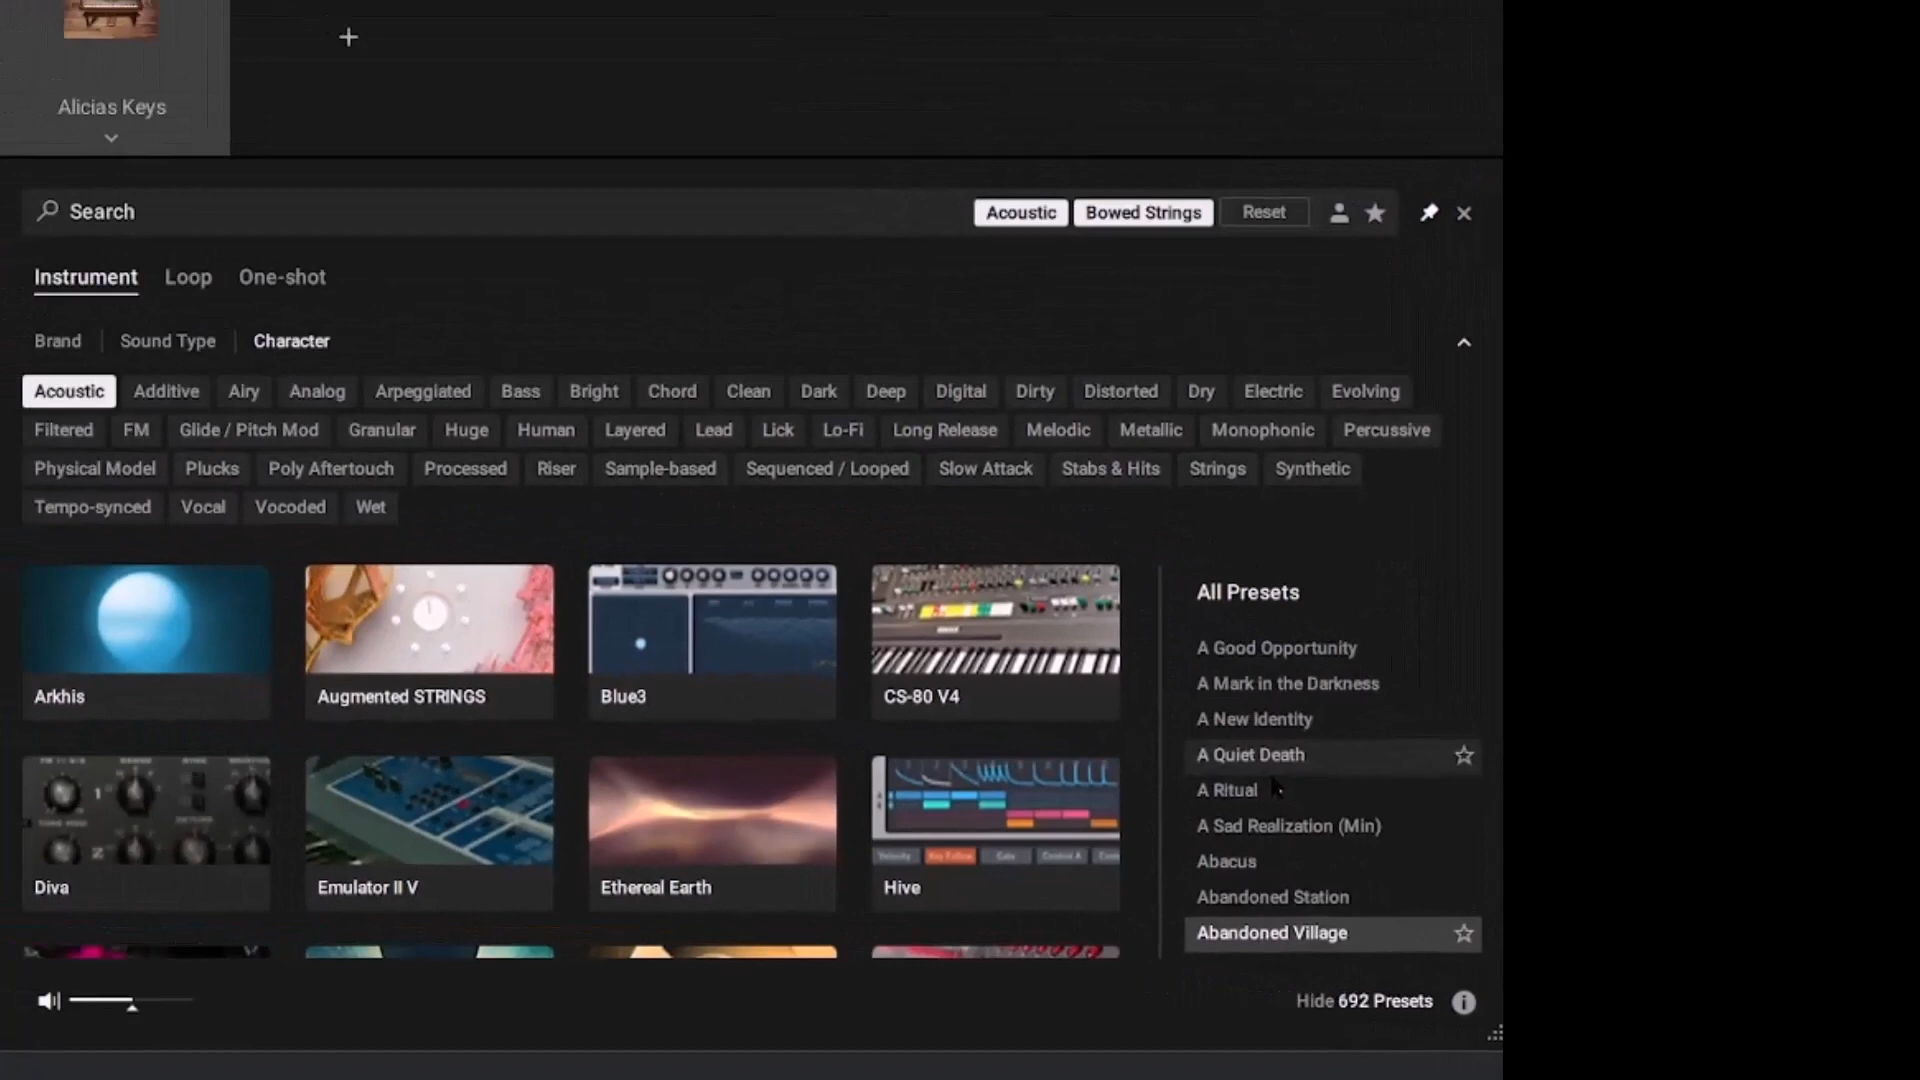 Alicias Keys
Search
Acoustic Bowed Strings Reset
Instrument Loop One-shot
Brand Sound Type Character
Acoustic Additive Airy Analog Arpeggiated Bass Bright Chord Clean Dark Deep Digital Dirty Distorted Dry Electric Evolving
Filtered FM Glide / Pitch Mod Granular Huge Human Layered Lead Lick Lo-Fi Long Release Melodic Metallic Monophonic Percussive
Physical Model Plucks Poly Aftertouch Processed Riser Sample-based Sequenced / Looped Slow Attack Stabs & Hits Strings Synthetic
Tempo-synced Vocal Vocoded Wet
Arkhis Augmented STRINGS Blue3 CS-80 V4
Diva Emulator II V Ethereal Earth Hive
All Presets
A Good Opportunity
A Mark in the Darkness
A New Identity
A Quiet Death
A Ritual
A Sad Realization (Min)
Abacus
Abandoned Station
Abandoned Village
Hide 692 Presets